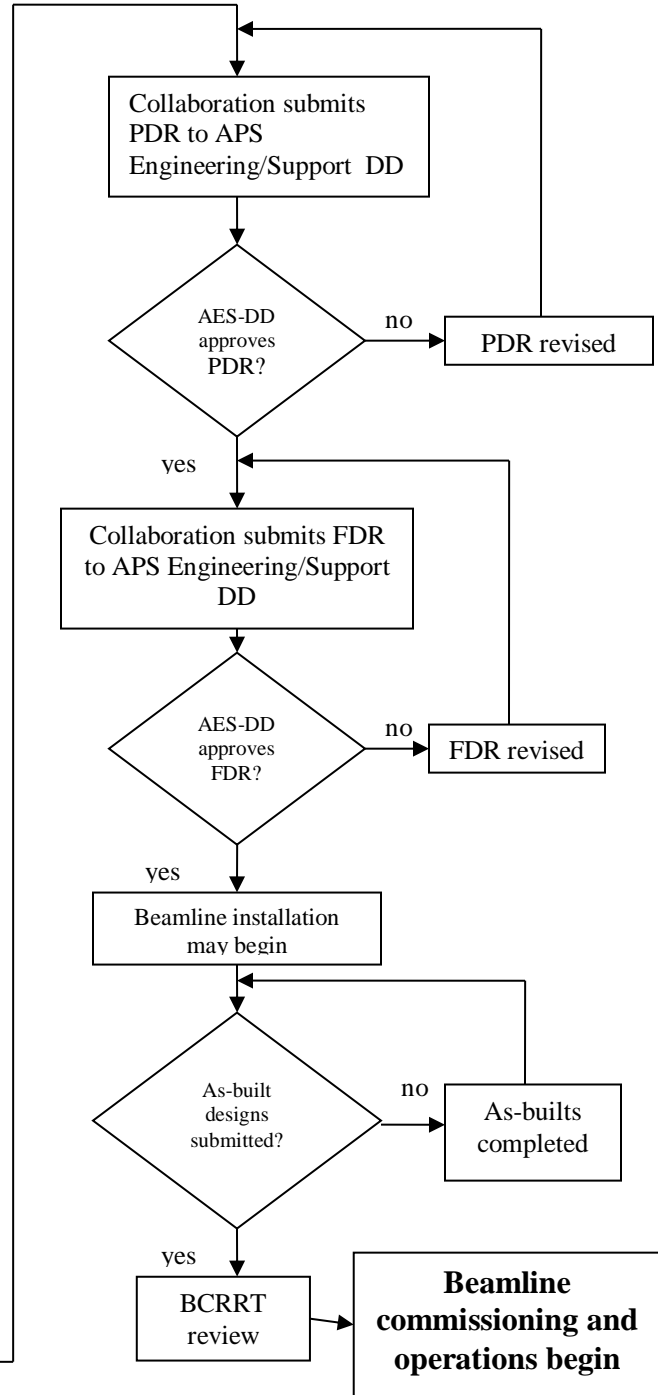 Collaboration submits
PDR to APS
Engineering/Support DD
AES-DD
approves
PDR?
no
PDR revised
yes
Collaboration submits FDR
to APS Engineering/Support
DD
AES-DD
approves
FDR?
no
FDR revised
yes
Beamline installation
may begin
As-built
designs
submitted?
no
As-builts
completed
yes
BCRRT
review
Beamline
commissioning and
operations begin